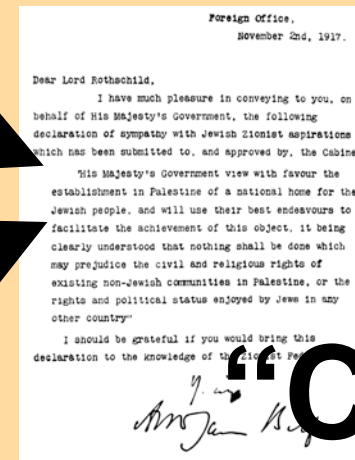 Foreign Office,
November 2nd, 1917.
Dear Lord Rothschild,
I have much pleasure in conveying to you, on
behalf of His Majesty's Government, the following
declaration of sympathy with Jewish Zionist aspirations
which has been submitted to, and approved by, the Cabine
"His Majesty's Government view with favour the
establishment in Palestine of a national home for the
Jewish people, and will use their best endeavours to
facilitate the achievement of this object, it being
clearly understood that nothing shall be done which
may prejudice the civil and religious rights of
existing non-Jewish communities in Palestine, or the
rights and political status enjoyed by Jews in any
other country"
I should be grateful if you would bring this
declaration to the knowledge of the Zionist Fed
"C